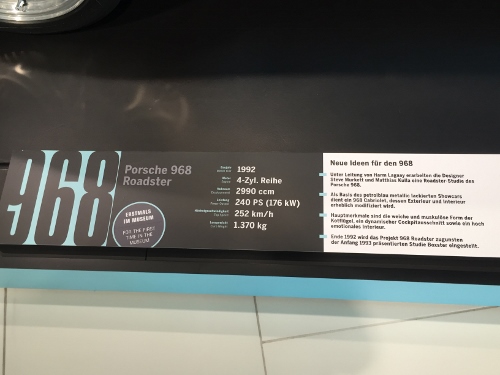 968
Porsche 968
Roadster
ERSTMALS
IM MUSEUM
FOR THE FIRST
TIME IN THE
MUSEUM
1992
4-Zyl. Reihe
2990 ccm
240 PS (176 kW)
252 km/h
1.370 kg
Neue Ideen für den 968
Unter Leitung von Harm Lagaay erarbeiten die Designer
Steve Murkett und Matthias Kulla eine Roadster-Studie des
Porsche 968.
Als Basis des petrolblau metallic lackierten Showcars
dient ein 968 Cabriolet, dessen Exterieur und Interieur
erheblich modifiziert wird.
Hauptmerkmale sind die weiche und muskulöse Form der
Kotflügel, ein dynamischer Cockpitausschnitt sowie ein hoch
emotionales Interieur.
Ende 1992 wird das Projekt 968 Roadster zugunsten
der Anfang 1993 präsentierten Studie Boxster eingestellt.